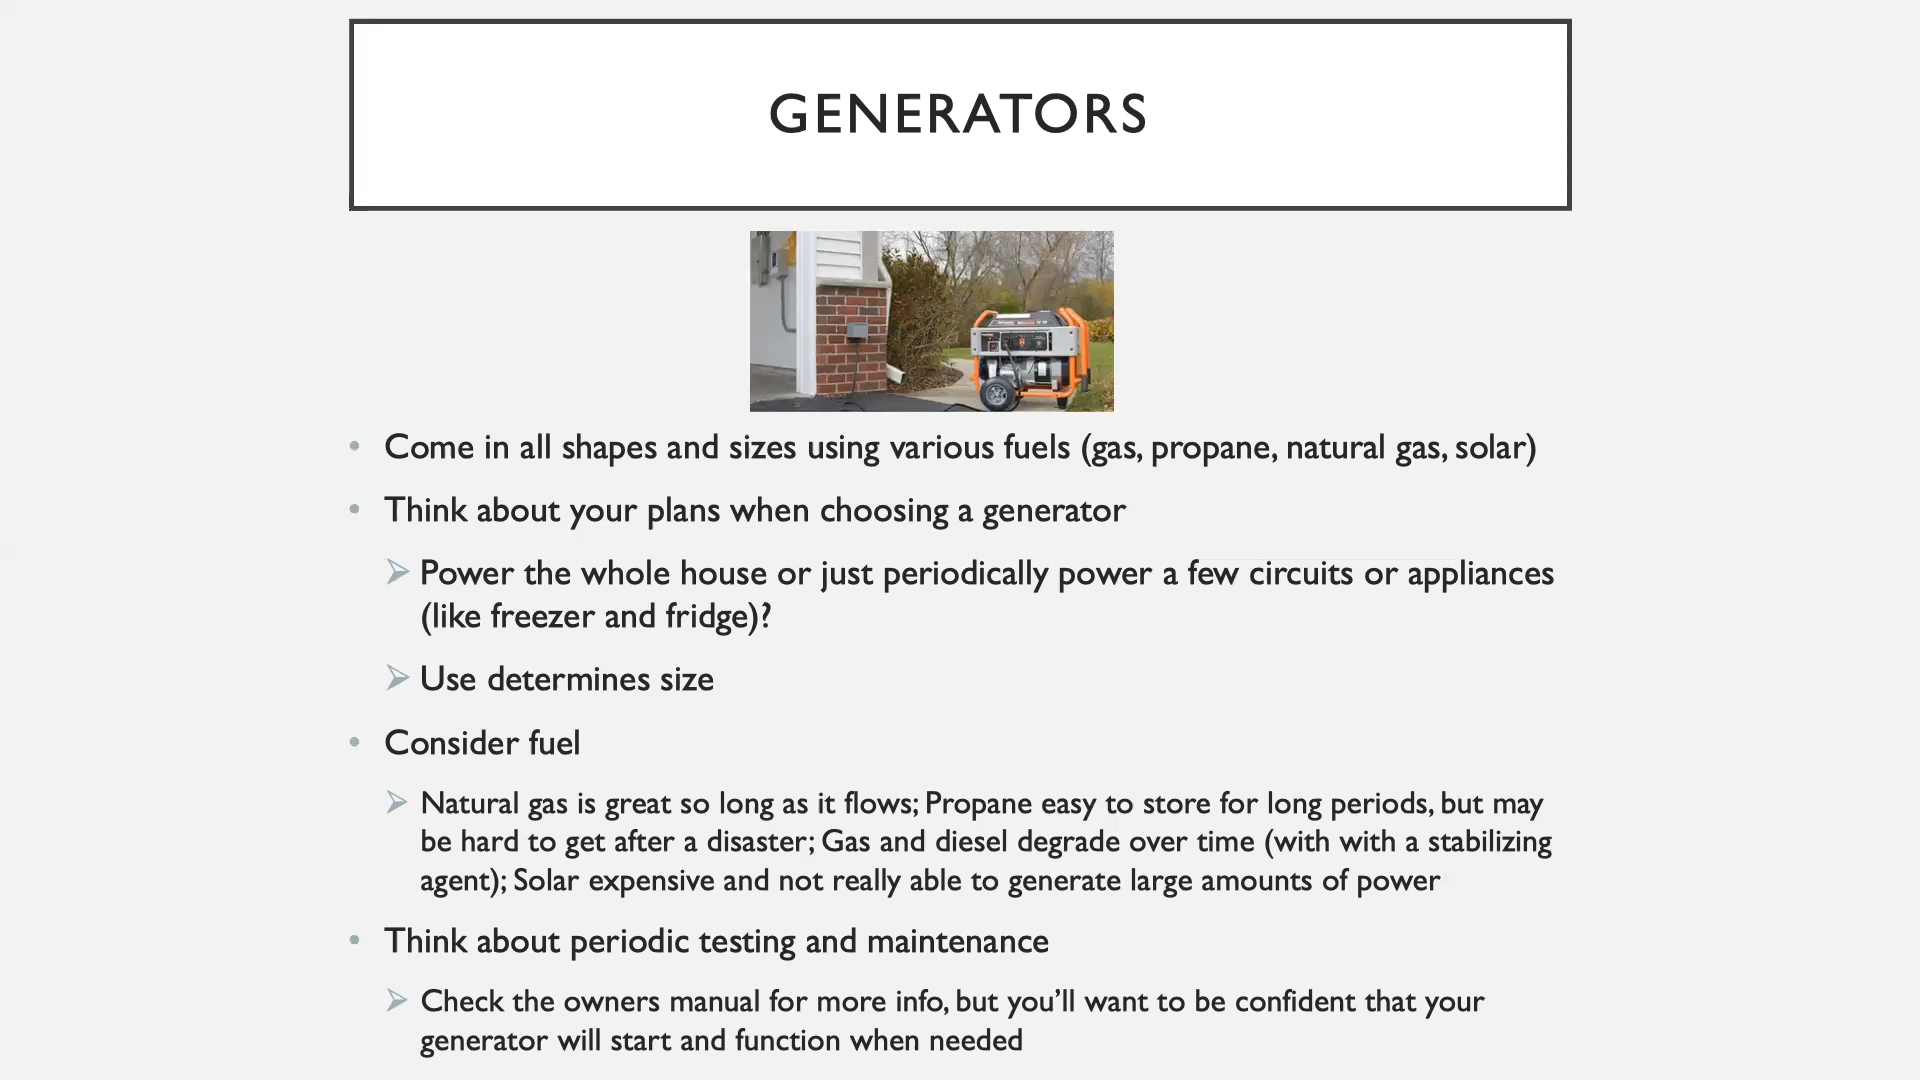 GENERATORS
Come in all shapes and sizes using various fuels (gas, propane, natural gas, solar)
Think about your plans when choosing a generator
Power the whole house or just periodically power a few circuits or appliances
(like freezer and fridge)?
Use determines size
Consider fuel
Natural gas is great so long as it flows; Propane easy to store for long periods, but may
be hard to get after a disaster; Gas and diesel degrade over time (with with a stabilizing
agent); Solar expensive and not really able to generate large amounts of power
Think about periodic testing and maintenance
Check the owners manual for more info, but you’ll want to be confident that your
generator will start and function when needed